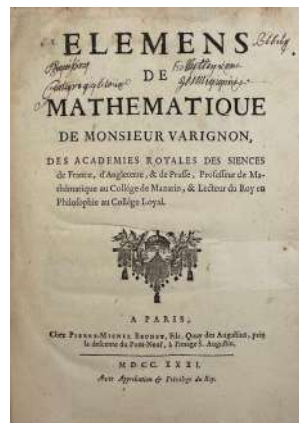 ELEMENS
DE
MATHEMATIQUE
DE MONSIEUR VARIGNON,
DES ACADEMIES ROYALES DES SIENCES
de France, d'Angleterre, & de Prusse, Professeur de Ma-
thématique au Collége de Mazarin, & Lecteur du Roy en
Philosophie au Collége Loyal.
A PARIS,
Chez PIERRE-MICHEL BRUNET, Fils, Quay des Augustins, près
la descente du Pont-Neuf, à l'image S. Augustin.
MDCC. XXXI.
Avec Approbation & Privilége du Roy.